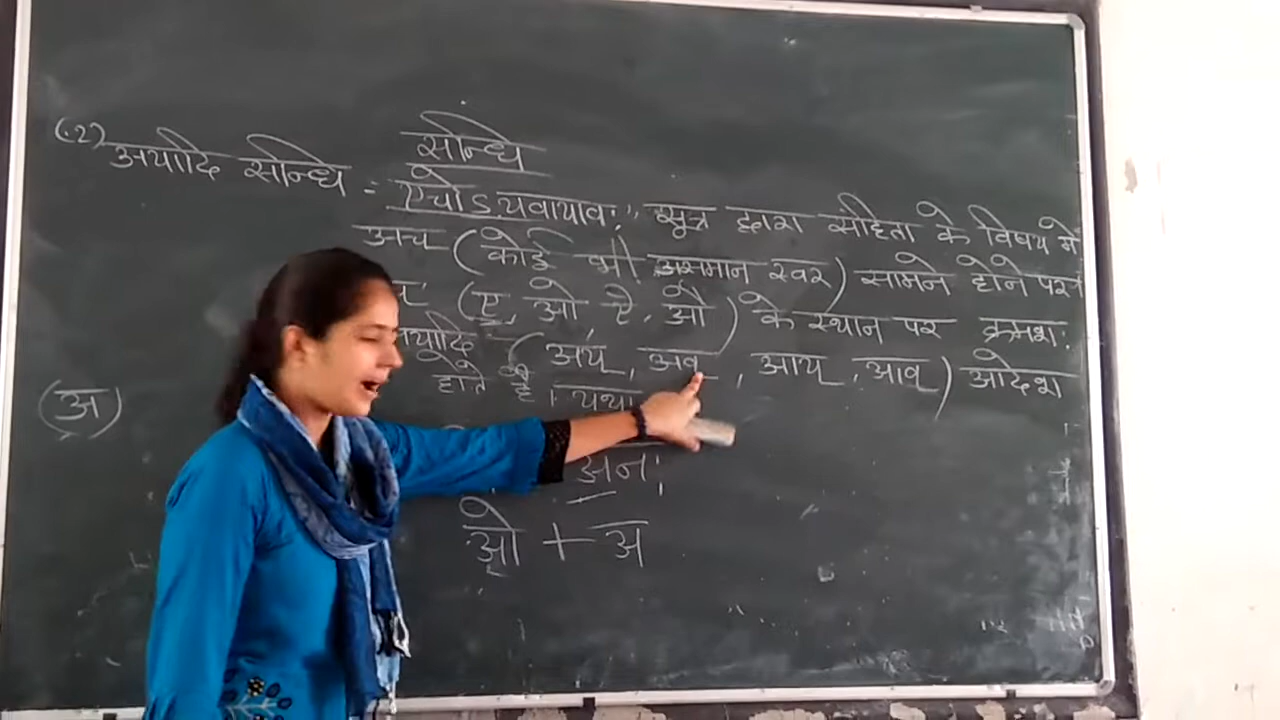 सन्धि
(2) अयादि सन्धि = एचोऽयवायावः" सूत्र द्वारा संहिता के विषय में
अच (कोई भी असमान स्वर) सामने होने पर
(ए, ओ ऐ, औ) के स्थान पर क्रमशः
(अय्, अव्, आय्, आव्) आदेश
होते है। यथा
(अ)
अनः
ओ + अ